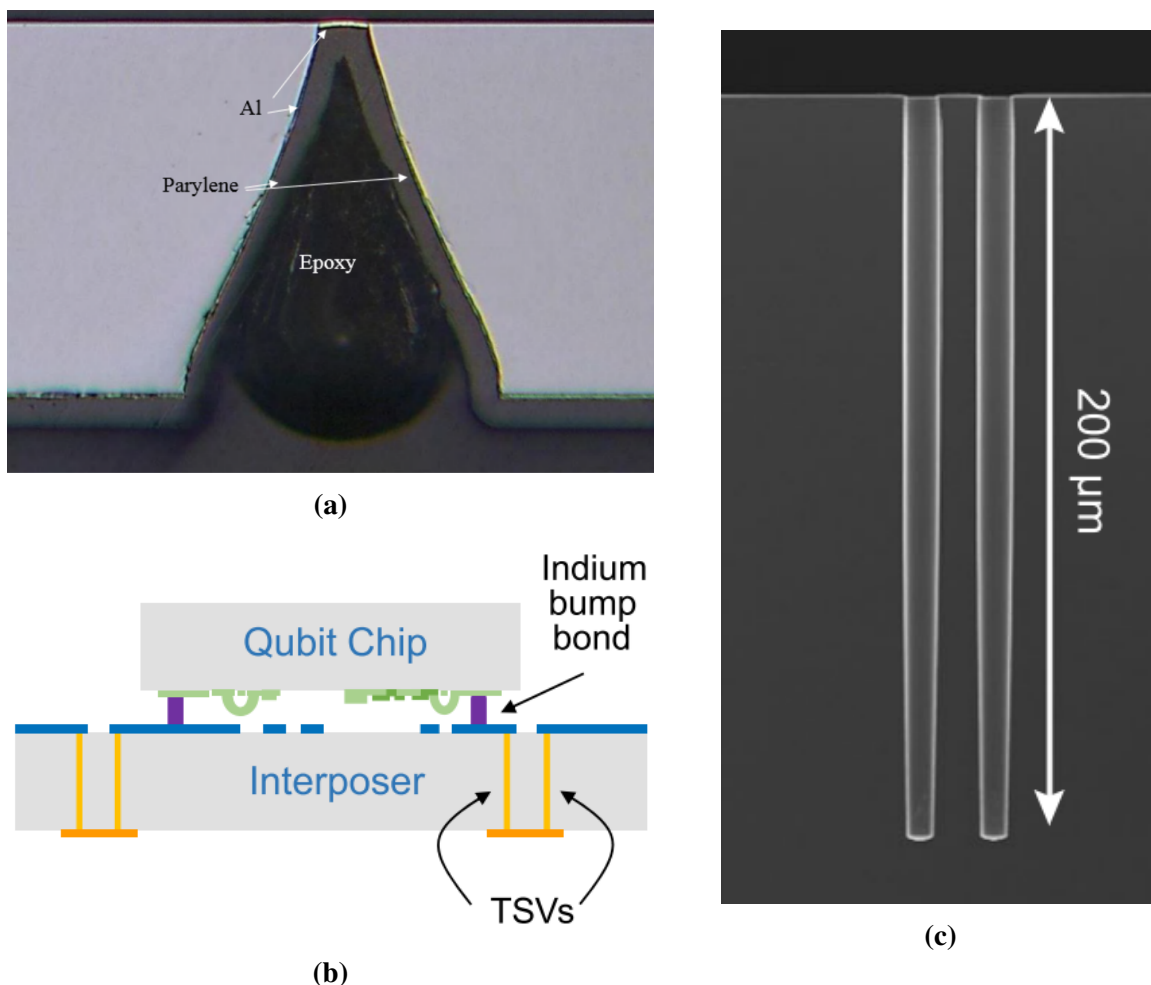 Al
Parylene
Epoxy
(a)
Indium
bump
bond
Qubit Chip
Interposer
TSVs
(b)
200 µm
(c)